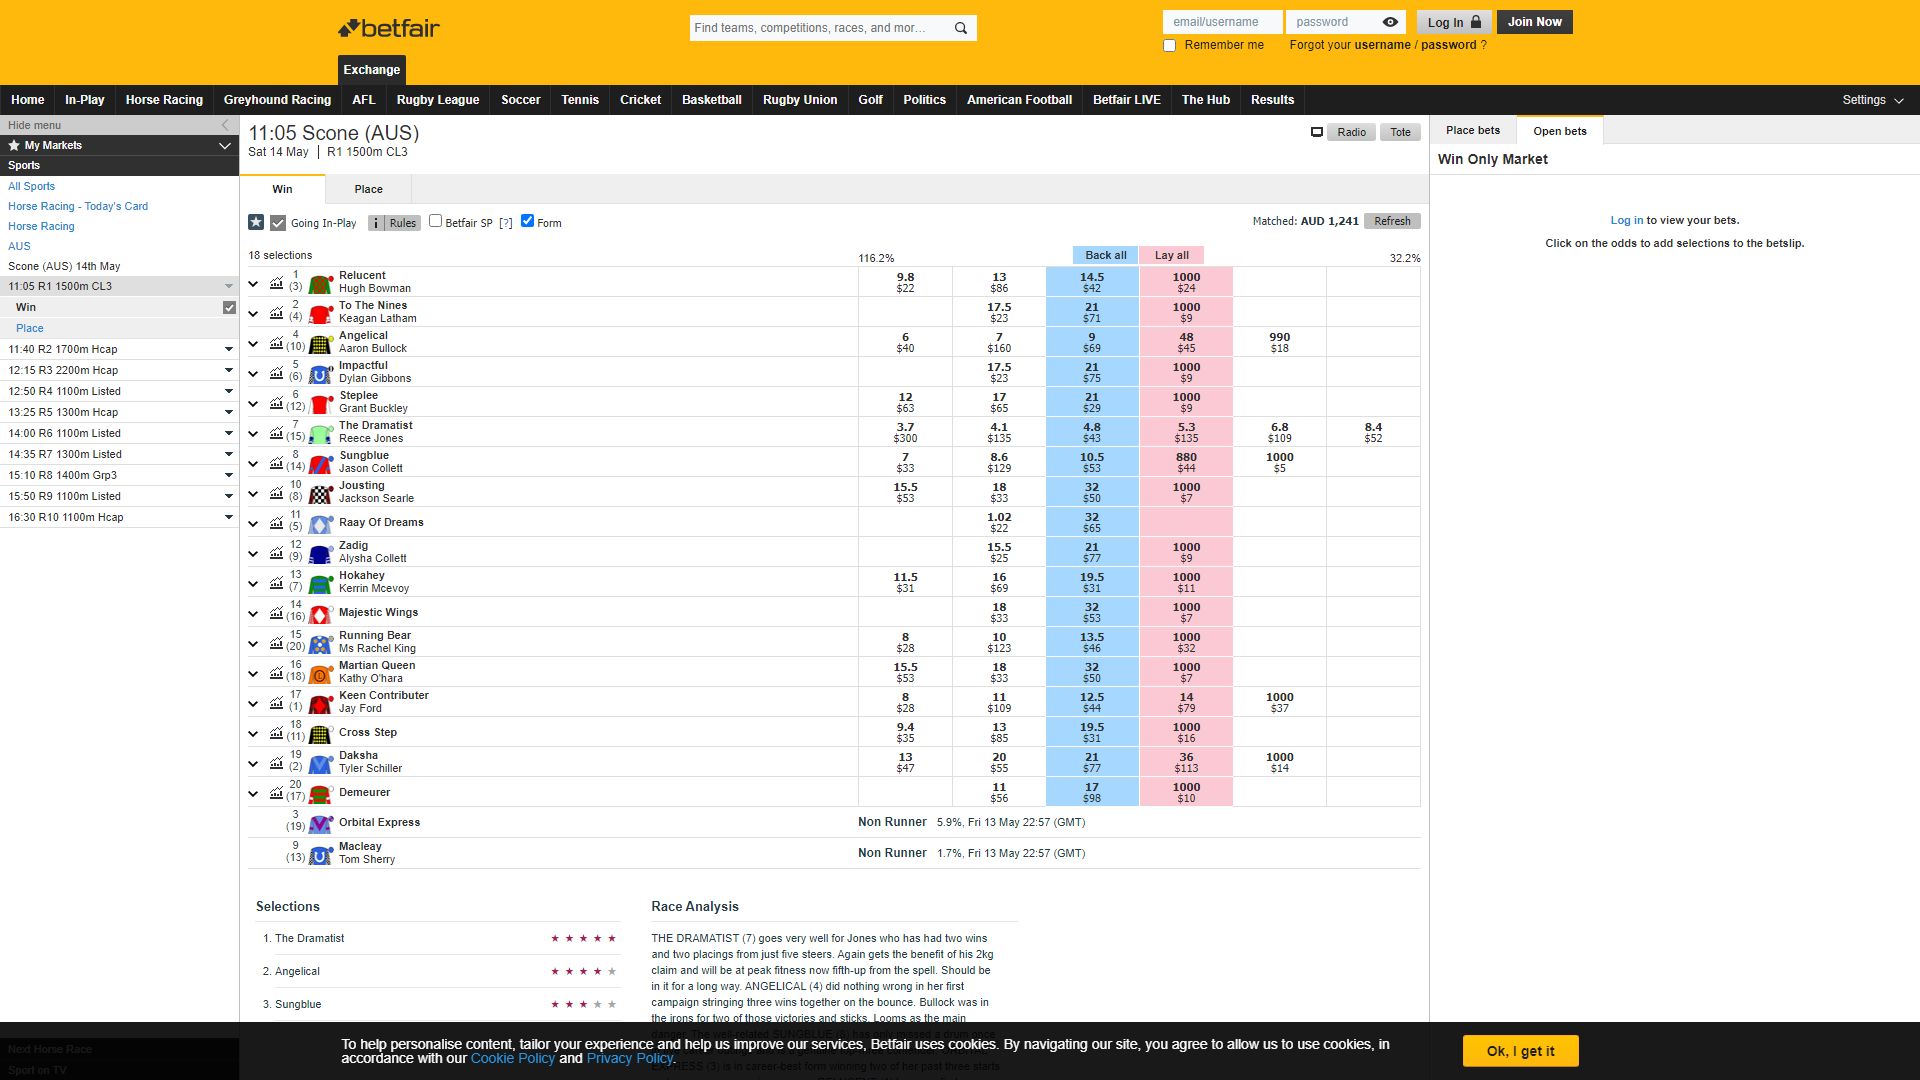 betfair
Find teams, competitions, races, and mor...
email/username
password
Log In
Join Now
Remember me
Forgot your username / password ?
Exchange
Home In-Play Horse Racing Greyhound Racing AFL Rugby League Soccer Tennis Cricket Basketball Rugby Union Golf Politics American Football Betfair LIVE The Hub Results Settings
Hide menu
My Markets
Sports
All Sports
Horse Racing - Today's Card
Horse Racing
AUS
Scone (AUS) 14th May
11:05 R1 1500m CL3
Win
Place
11:40 R2 1700m Hcap
12:15 R3 2200m Hcap
12:50 R4 1100m Listed
13:25 R5 1300m Hcap
14:00 R6 1100m Listed
14:35 R7 1300m Listed
15:10 R8 1400m Grp3
15:50 R9 1100m Listed
16:30 R10 1100m Hcap
Next Horse Race
Sport on TV
11:05 Scone (AUS)
Sat 14 May | R1 1500m CL3
Radio Tote
Win Place
Going In-Play i Rules Betfair SP [?] Form
Matched: AUD 1,241 Refresh
18 selections 116.2% Back all Lay all 32.2%
1 Relucent 9.8 13 14.5 1000
(3) Hugh Bowman $22 $86 $42 $24
2 To The Nines 17.5 21 1000
(4) Keagan Latham $23 $71 $9
4 Angelical 6 7 9 48 990
(10) Aaron Bullock $40 $160 $69 $45 $18
5 Impactful 17.5 21 1000
(6) Dylan Gibbons $23 $75 $9
6 Steplee 12 17 21 1000
(12) Grant Buckley $63 $65 $29 $9
7 The Dramatist 3.7 4.1 4.8 5.3 6.8 8.4
(15) Reece Jones $300 $135 $43 $135 $109 $52
8 Sungblue 7 8.6 10.5 880 1000
(14) Jason Collett $33 $129 $53 $44 $5
10 Jousting 15.5 18 32 1000
(8) Jackson Searle $53 $33 $50 $7
11 Raay Of Dreams 1.02 32
(5) $22 $65
12 Zadig 15.5 21 1000
(9) Alysha Collett $25 $77 $9
13 Hokahey 11.5 16 19.5 1000
(7) Kerrin Mcevoy $31 $69 $31 $11
14 Majestic Wings 18 32 1000
(16) $33 $53 $7
15 Running Bear 8 10 13.5 1000
(20) Ms Rachel King $28 $123 $46 $32
16 Martian Queen 15.5 18 32 1000
(18) Kathy O'hara $53 $33 $50 $7
17 Keen Contributer 8 11 12.5 14 1000
(1) Jay Ford $28 $109 $44 $79 $37
18 Cross Step 9.4 13 19.5 1000
(11) $35 $85 $31 $16
19 Daksha 13 20 21 36 1000
(2) Tyler Schiller $47 $55 $77 $113 $14
20 Demeurer 11 17 1000
(17) $56 $98 $10
3 Orbital Express Non Runner 5.9%, Fri 13 May 22:57 (GMT)
(19)
9 Macleay Non Runner 1.7%, Fri 13 May 22:57 (GMT)
(13) Tom Sherry
Selections
1. The Dramatist
2. Angelical
3. Sungblue
Race Analysis
THE DRAMATIST (7) goes very well for Jones who has had two wins
and two placings from just five steers. Again gets the benefit of his 2kg
claim and will be at peak fitness now fifth-up from the spell. Should be
in it for a long way. ANGELICAL (4) did nothing wrong in her first
campaign stringing three wins together on the bounce. Bullock was in
the irons for two of those victories and sticks. Looms as the main
EXPRESS (3) is in career-best form winning two of her past three starts
Place bets Open bets
Win Only Market
Log in to view your bets.
Click on the odds to add selections to the betslip.
To help personalise content, tailor your experience and help us improve our services, Betfair uses cookies. By navigating our site, you agree to allow us to use cookies, in
accordance with our Cookie Policy and Privacy Policy.
Ok, I get it